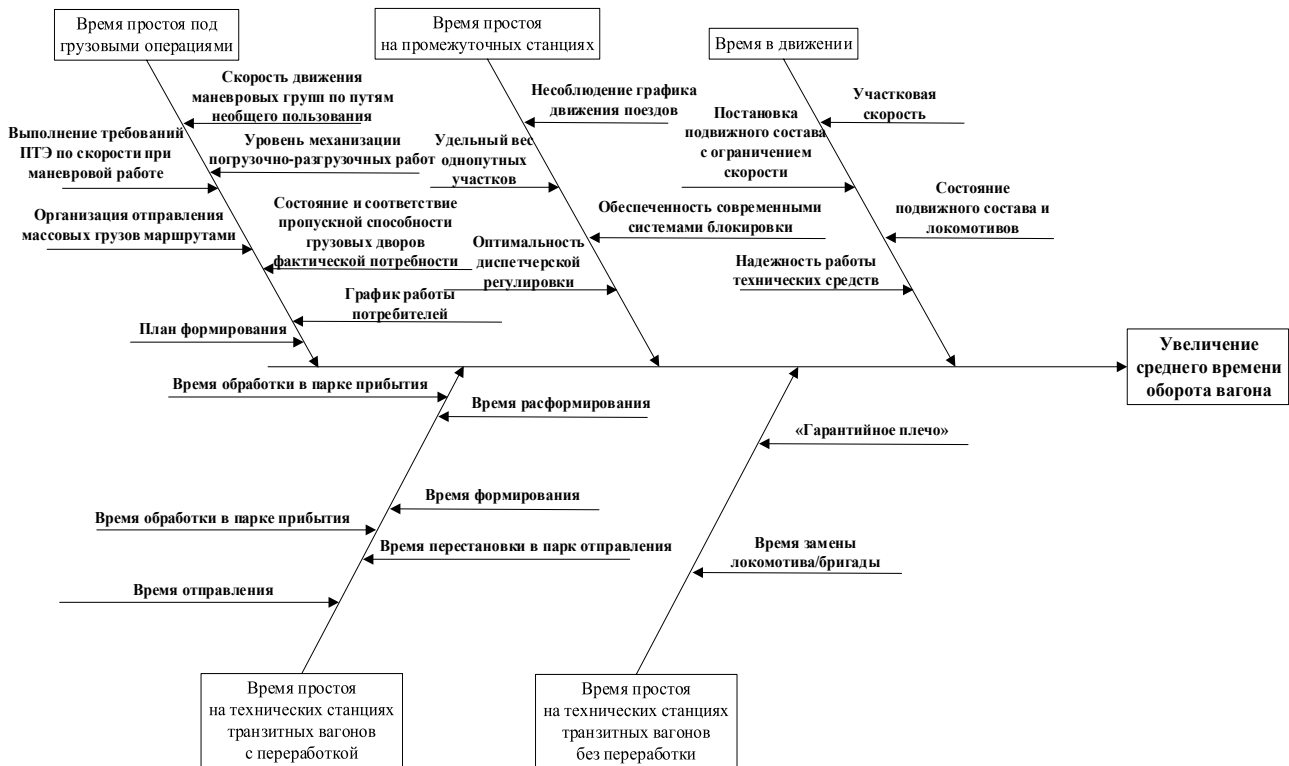 Время простоя под
грузовыми операциями
Время простоя
на промежуточных станциях
Время в движении
Скорость движения
маневровых групп по путям
необщего пользования
Выполнение требований
ПТЭ по скорости при
маневровой работе
Уровень механизации
погрузочно-разгрузочных работ
Организация отправления
массовых грузов маршрутами
Состояние и соответствие
пропускной способности
грузовых дворов
фактической потребности
График работы
потребителей
План формирования
Несоблюдение графика
движения поездов
Удельный вес
однопутных
участков
Обеспеченность современными
системами блокировки
Оптимальность
диспетчерской
регулировки
Участковая
скорость
Постановка
подвижного состава
с ограничением
скорости
Состояние
подвижного состава и
локомотивов
Надежность работы
технических средств
Увеличение
среднего времени
оборота вагона
Время обработки в парке прибытия
Время расформирования
Время формирования
Время обработки в парке прибытия
Время перестановки в парк отправления
Время отправления
«Гарантийное плечо»
Время замены
локомотива/бригады
Время простоя
на технических станциях
транзитных вагонов
с переработкой
Время простоя
на технических станциях
транзитных вагонов
без переработки